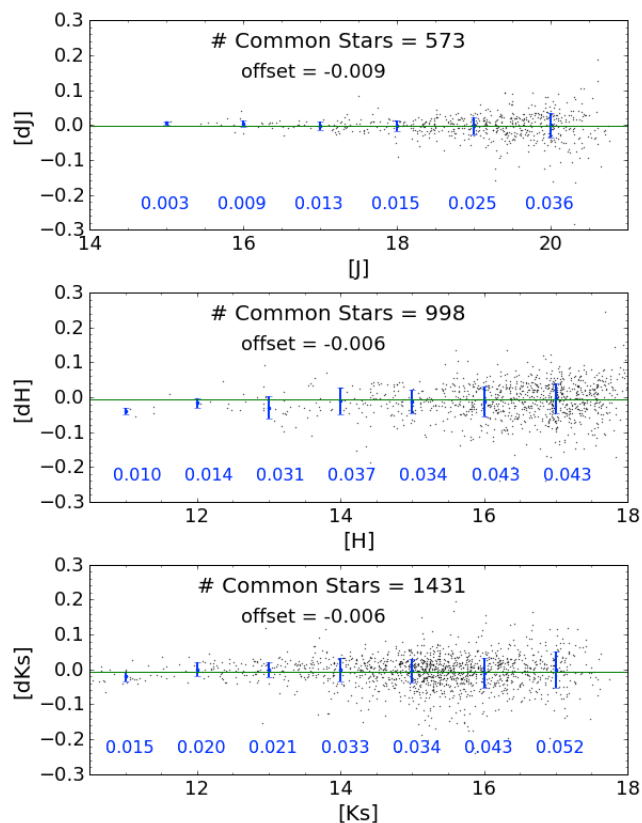 # Common Stars = 573
offset = -0.009
[dJ]
0.3
0.2
0.1
0.0
−0.1
−0.2
−0.3
0.003 0.009 0.013 0.015 0.025 0.036
14 16 18 20
[J]
# Common Stars = 998
offset = -0.006
[dH]
0.3
0.2
0.1
0.0
−0.1
−0.2
−0.3
0.010 0.014 0.031 0.037 0.034 0.043 0.043
12 14 16 18
[H]
# Common Stars = 1431
offset = -0.006
[dKs]
0.3
0.2
0.1
0.0
−0.1
−0.2
−0.3
0.015 0.020 0.021 0.033 0.034 0.043 0.052
12 14 16 18
[Ks]